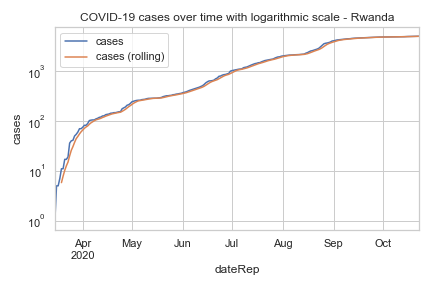 COVID-19 cases over time with logarithmic scale - Rwanda
cases
cases (rolling)
10³
10²
10¹
10⁰
cases
Apr
2020
May
Jun
Jul
Aug
Sep
Oct
dateRep